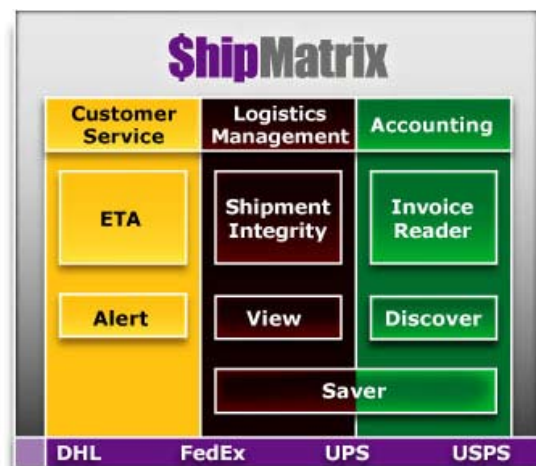 $hipMatrix
Customer
Service
Logistics
Management
Accounting
ETA
Shipment
Integrity
Invoice
Reader
Alert
View
Discover
Saver
DHL FedEx UPS USPS